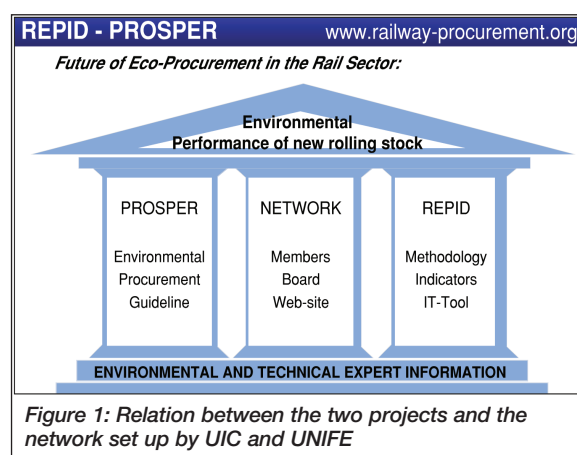 REPID - PROSPER www.railway-procurement.org
Future of Eco-Procurement in the Rail Sector:
Environmental
Performance of new rolling stock
PROSPER
Environmental
Procurement
Guideline
NETWORK
Members
Board
Web-site
REPID
Methodology
Indicators
IT-Tool
ENVIRONMENTAL AND TECHNICAL EXPERT INFORMATION
Figure 1: Relation between the two projects and the
network set up by UIC and UNIFE